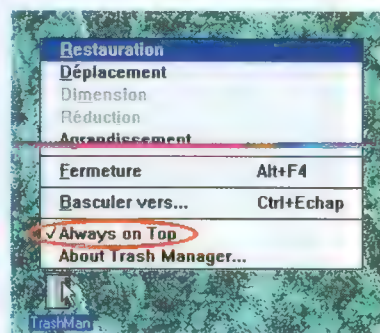 Restauration
Déplacement
Dimension
Réduction
Agrandissement
Fermeture Alt+F4
Basculer vers... Ctrl+Echap
✓Always on Top
About Trash Manager...
TrashMan